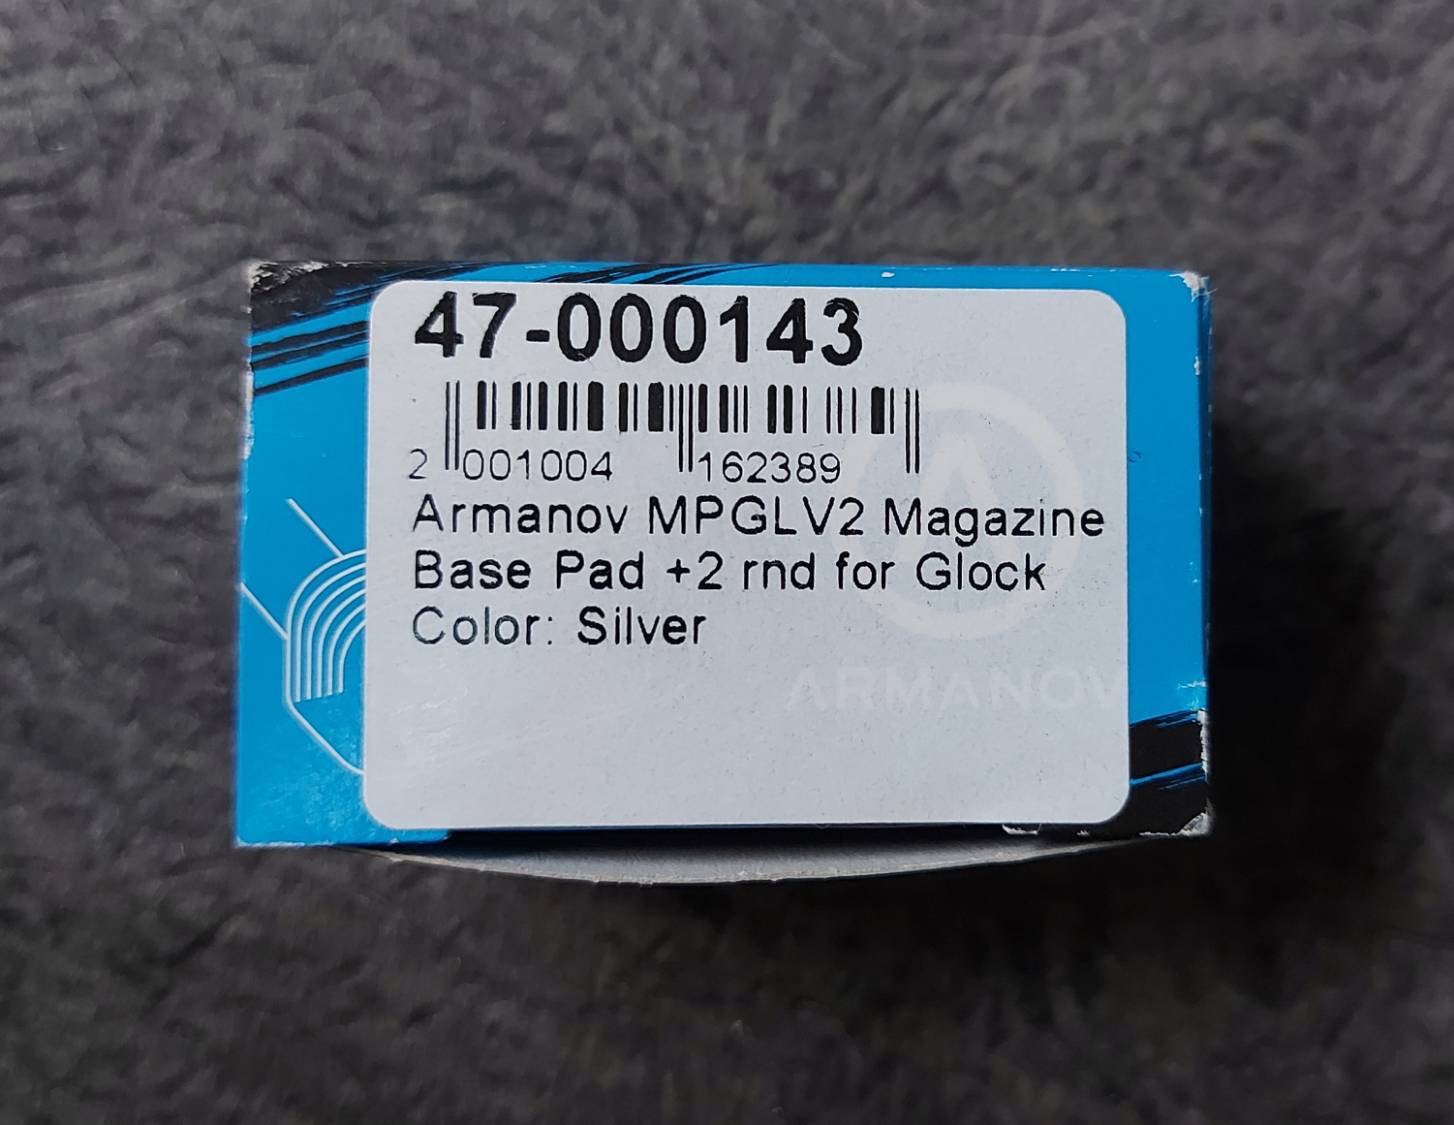 47-000143
2 001004 162389
Armanov MPGLV2 Magazine
Base Pad +2 rnd for Glock
Color: Silver
ARMANOV